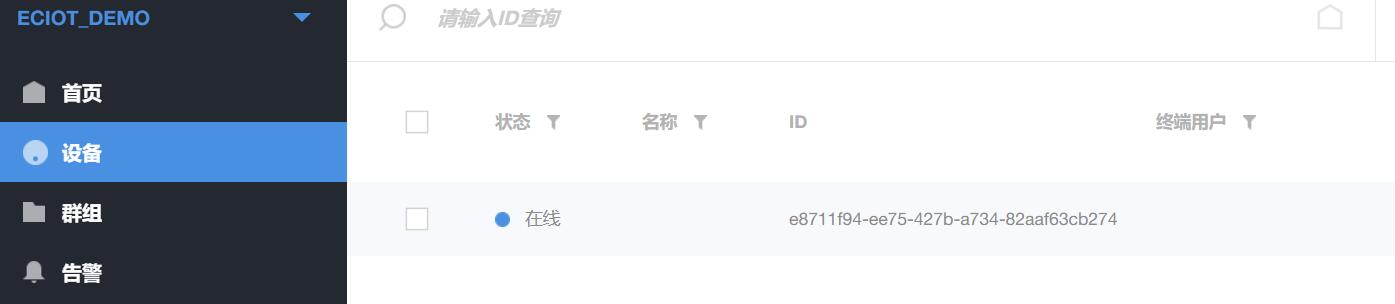 ECIOT_DEMO
请输入ID查询
首页
设备
群组
告警
状态 名称 ID 终端用户
在线 e8711f94-ee75-427b-a734-82aaf63cb274